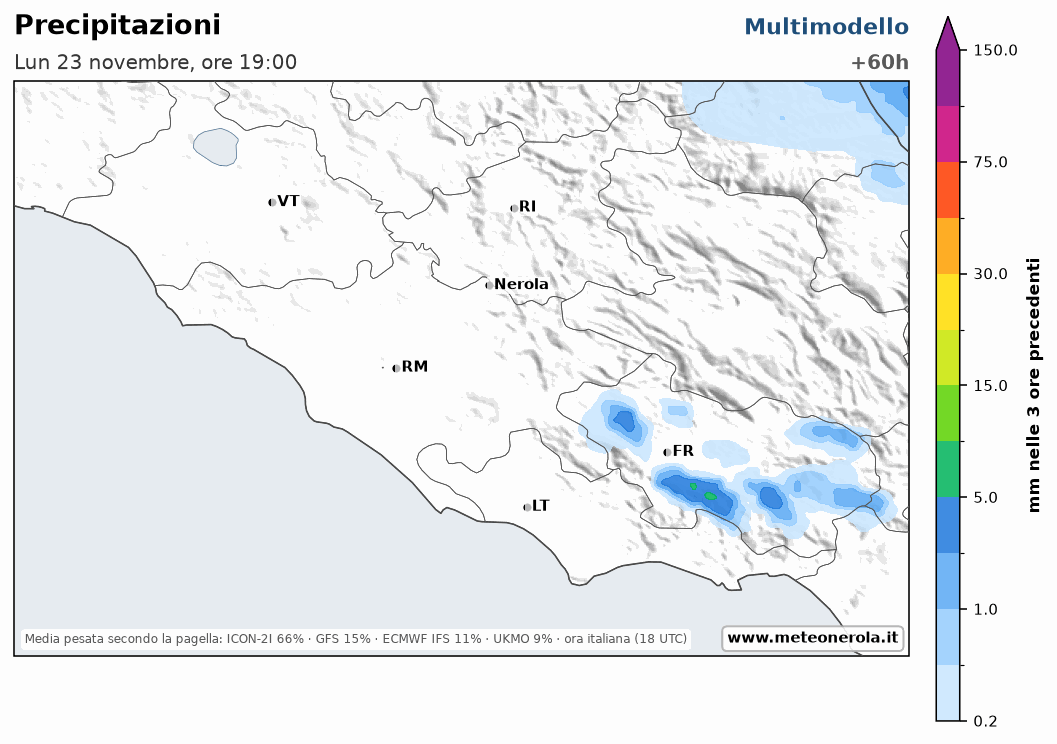 Precipitazioni
Multimodello
Lun 23 novembre, ore 19:00
+60h
150.0
75.0
30.0
15.0
5.0
1.0
0.2
mm nelle 3 ore precedenti
VT
RI
Nerola
RM
FR
LT
Media pesata secondo la pagella: ICON-2I 66% · GFS 15% · ECMWF IFS 11% · UKMO 9% · ora italiana (18 UTC)
www.meteonerola.it